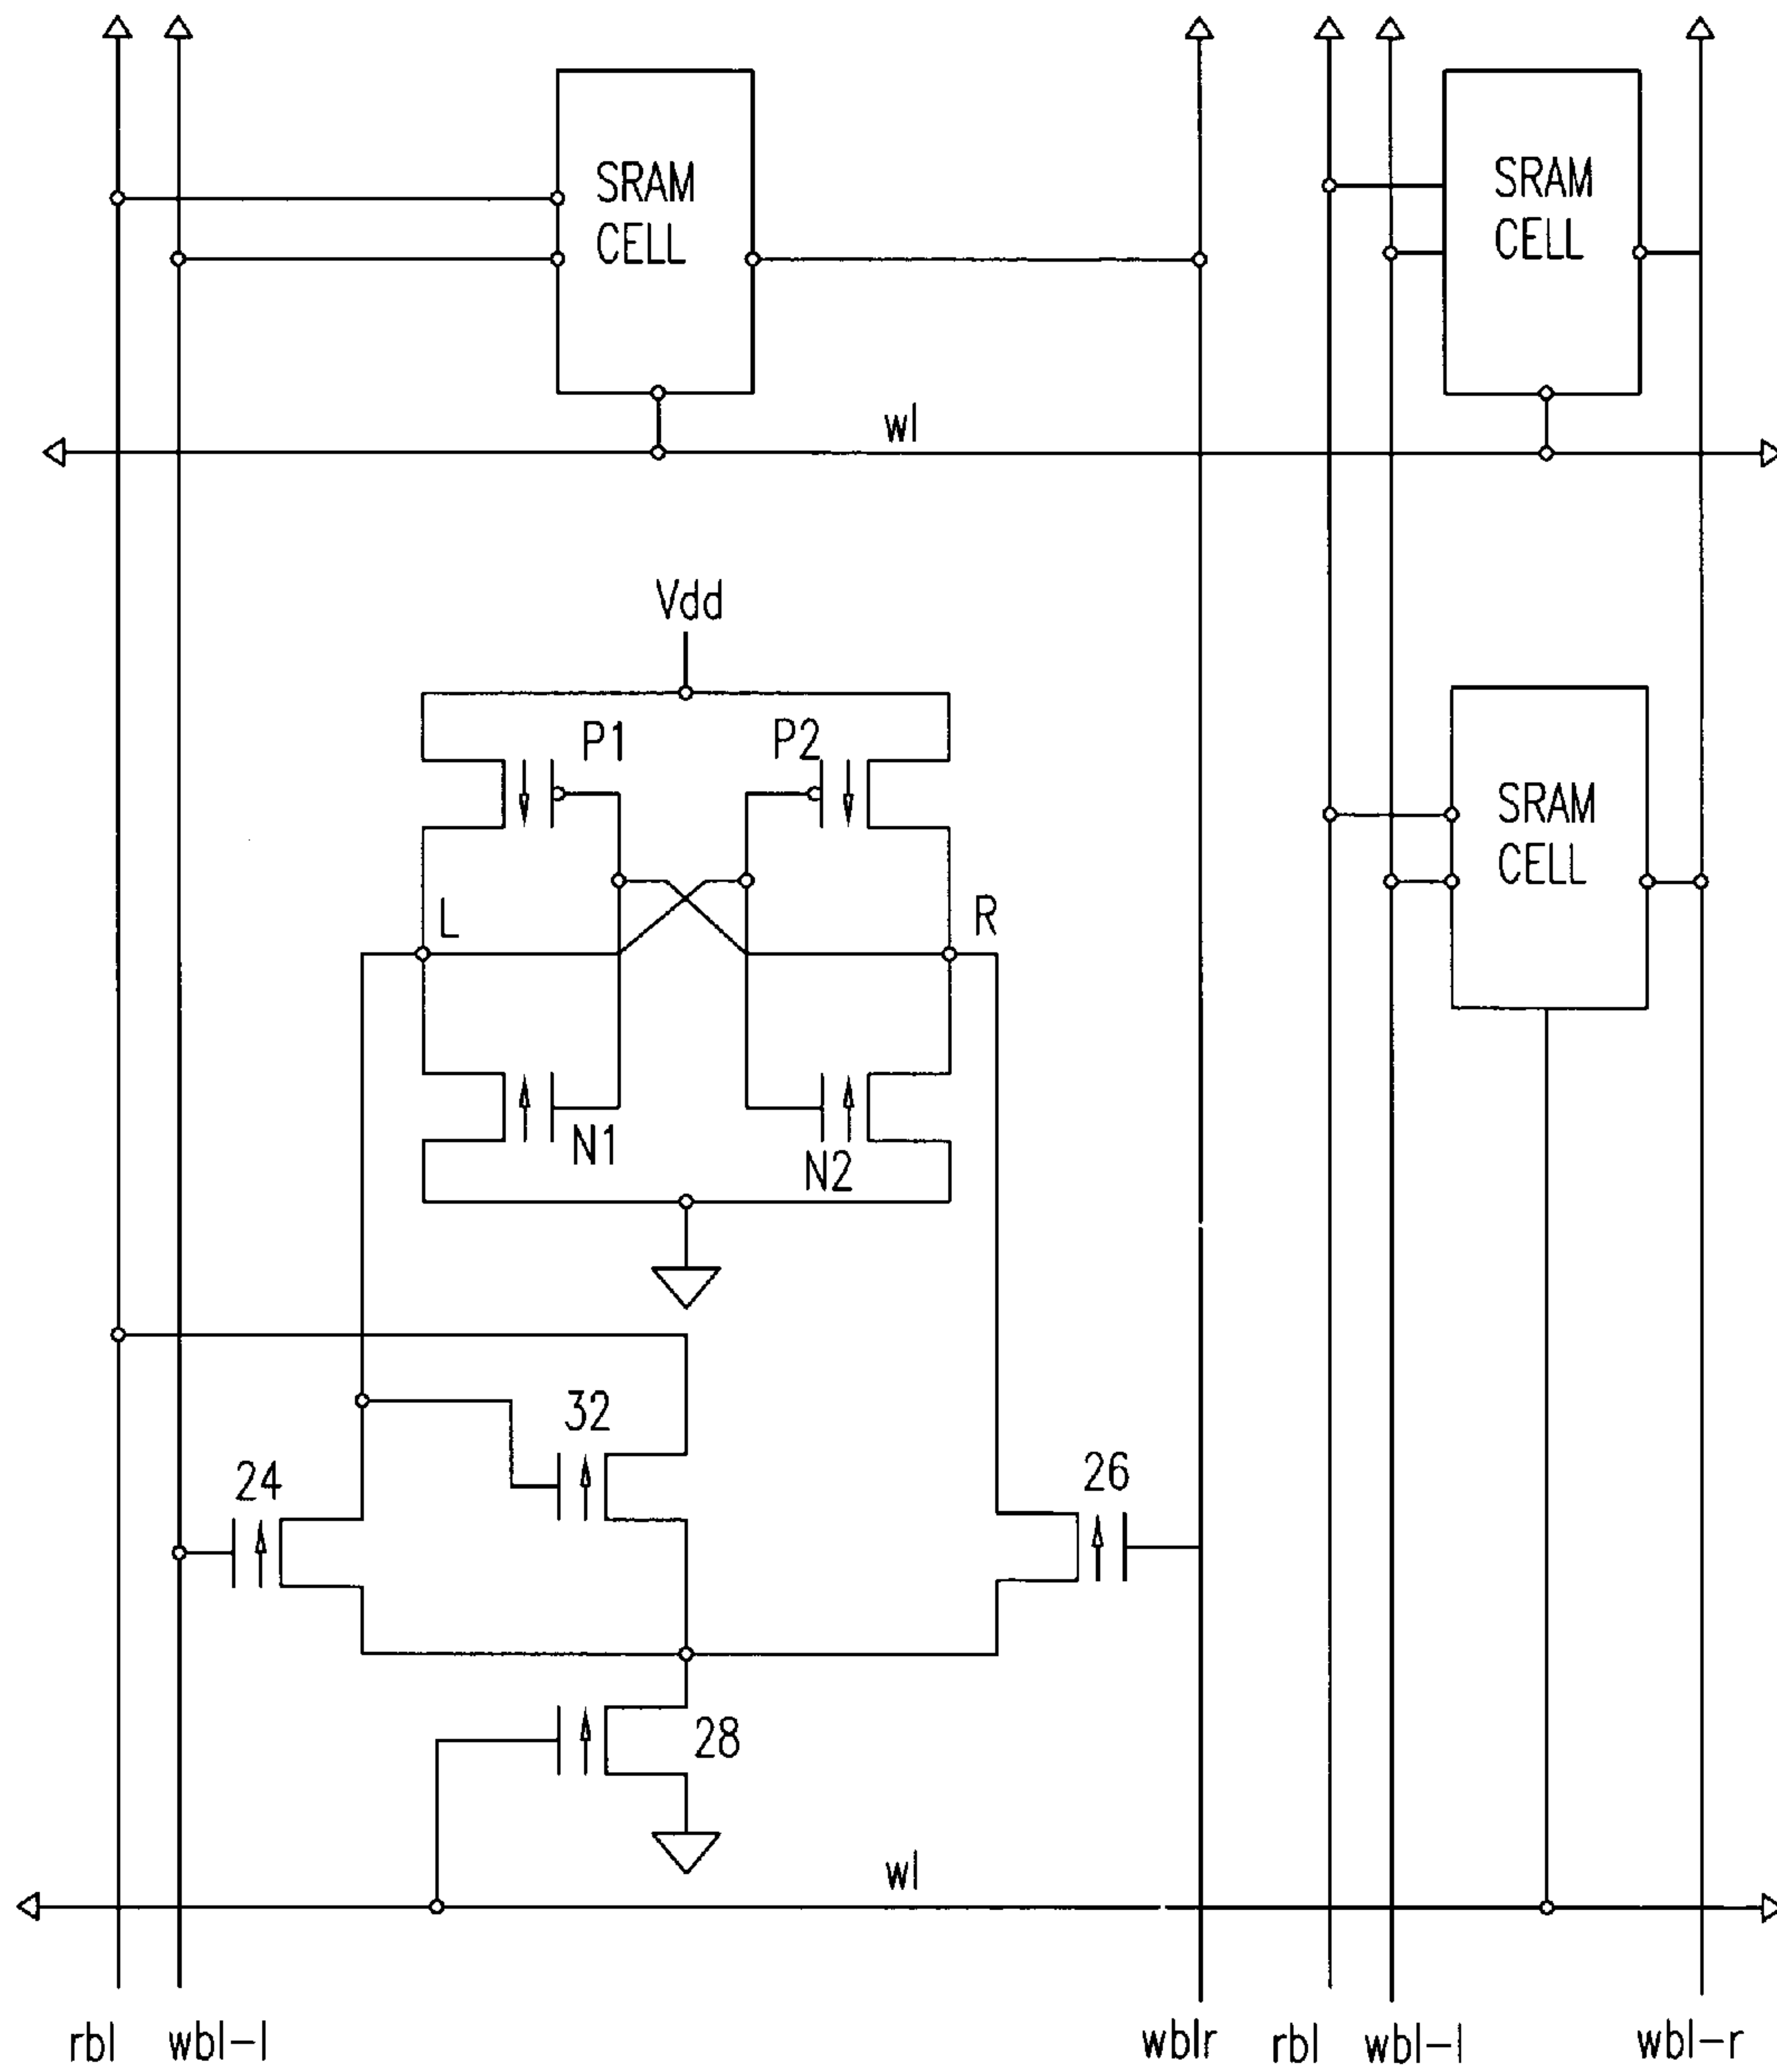 SRAM
CELL
SRAM
CELL
wl
Vdd
P1
P2
SRAM
CELL
L
R
N1
N2
32
24
26
28
wl
rbl
wbl-l
wblr
rbl
wbl-l
wbl-r